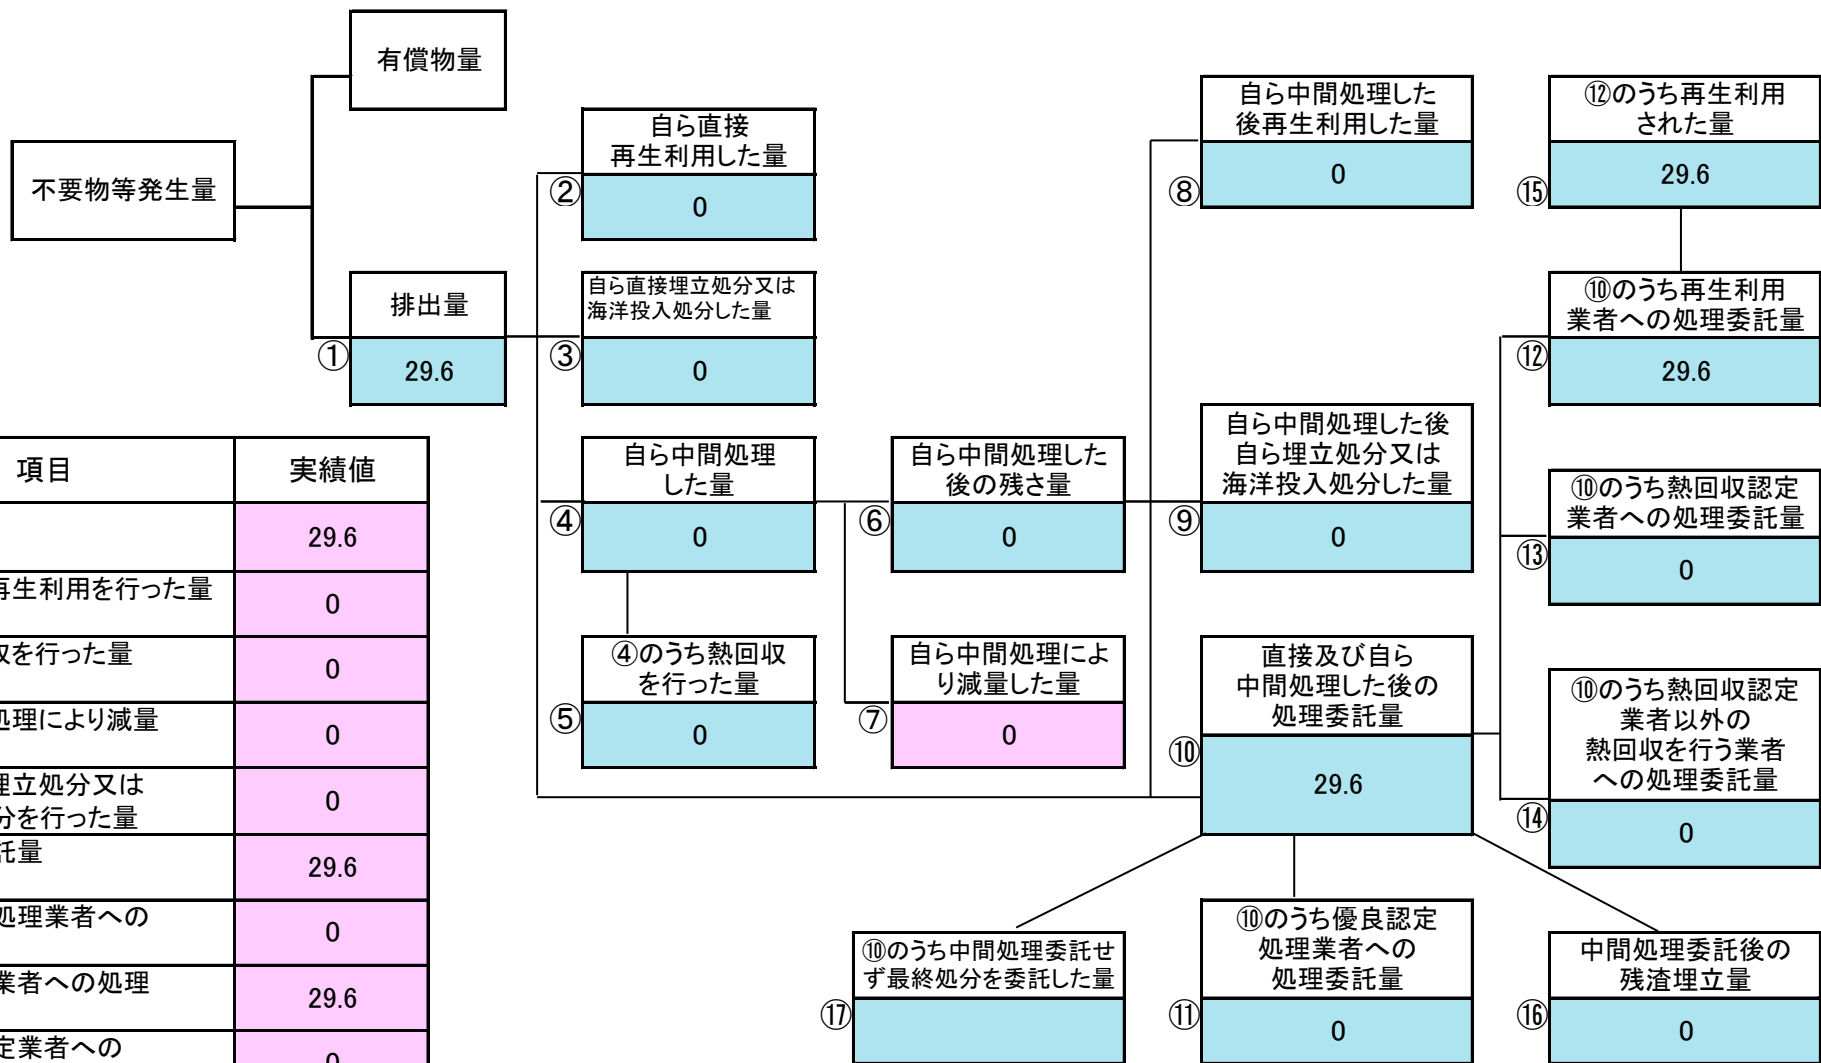 有償物量
不要物等発生量
排出量
①
29.6
自ら直接
再生利用した量
②
0
自ら直接埋立処分又は
海洋投入処分した量
③
0
自ら中間処理
した量
④
0
④のうち熱回収
を行った量
⑤
0
自ら中間処理した
後の残さ量
⑥
0
自ら中間処理によ
り減量した量
⑦
0
自ら中間処理した
後再生利用した量
⑧
0
自ら中間処理した後
自ら埋立処分又は
海洋投入処分した量
⑨
0
直接及び自ら
中間処理した後の
処理委託量
⑩
29.6
⑫のうち再生利用
された量
⑮
29.6
⑩のうち再生利用
業者への処理委託量
⑫
29.6
⑩のうち熱回収認定
業者への処理委託量
⑬
0
⑩のうち熱回収認定
業者以外の
熱回収を行う業者
への処理委託量
⑭
0
⑩のうち中間処理委託せ
ず最終処分を委託した量
⑰
⑩のうち優良認定
処理業者への
処理委託量
⑪
0
中間処理委託後の
残渣埋立量
⑯
0
項目 実績値
29.6
再生利用を行った量
0
収を行った量
0
処理により減量
0
埋立処分又は
分を行った量
0
託量
29.6
処理業者への
0
業者への処理
29.6
定業者への
0